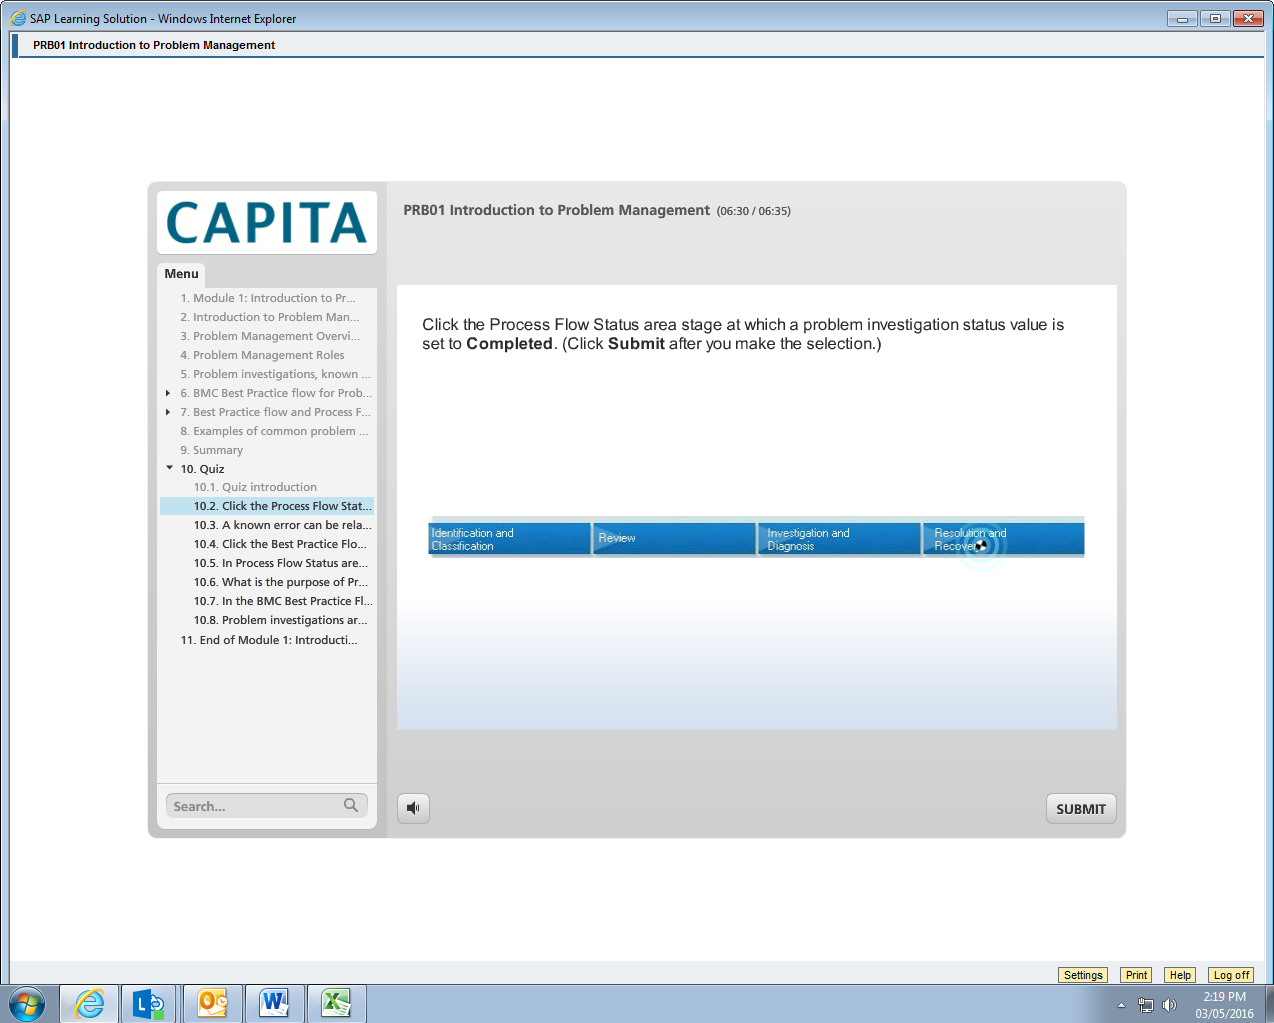 SAP Learning Solution - Windows Internet Explorer
PRB01 Introduction to Problem Management
CAPITA
PRB01 Introduction to Problem Management (06:30 / 06:35)
Menu
1. Module 1: Introduction to Pr...
2. Introduction to Problem Man...
3. Problem Management Overvi...
4. Problem Management Roles
5. Problem investigations, known ...
6. BMC Best Practice flow for Prob...
7. Best Practice flow and Process F...
8. Examples of common problem ...
9. Summary
10. Quiz
10.1. Quiz introduction
10.2. Click the Process Flow Stat...
10.3. A known error can be rela...
10.4. Click the Best Practice Flo...
10.5. In Process Flow Status are...
10.6. What is the purpose of Pr...
10.7. In the BMC Best Practice Fl...
10.8. Problem investigations ar...
11. End of Module 1: Introducti...
Search...
Click the Process Flow Status area stage at which a problem investigation status value is
set to Completed. (Click Submit after you make the selection.)
Identification and
Classification
Review
Investigation and
Diagnosis
Resolution and
Recovery
SUBMIT
Settings
Print
Help
Log off
2:19 PM
03/05/2016